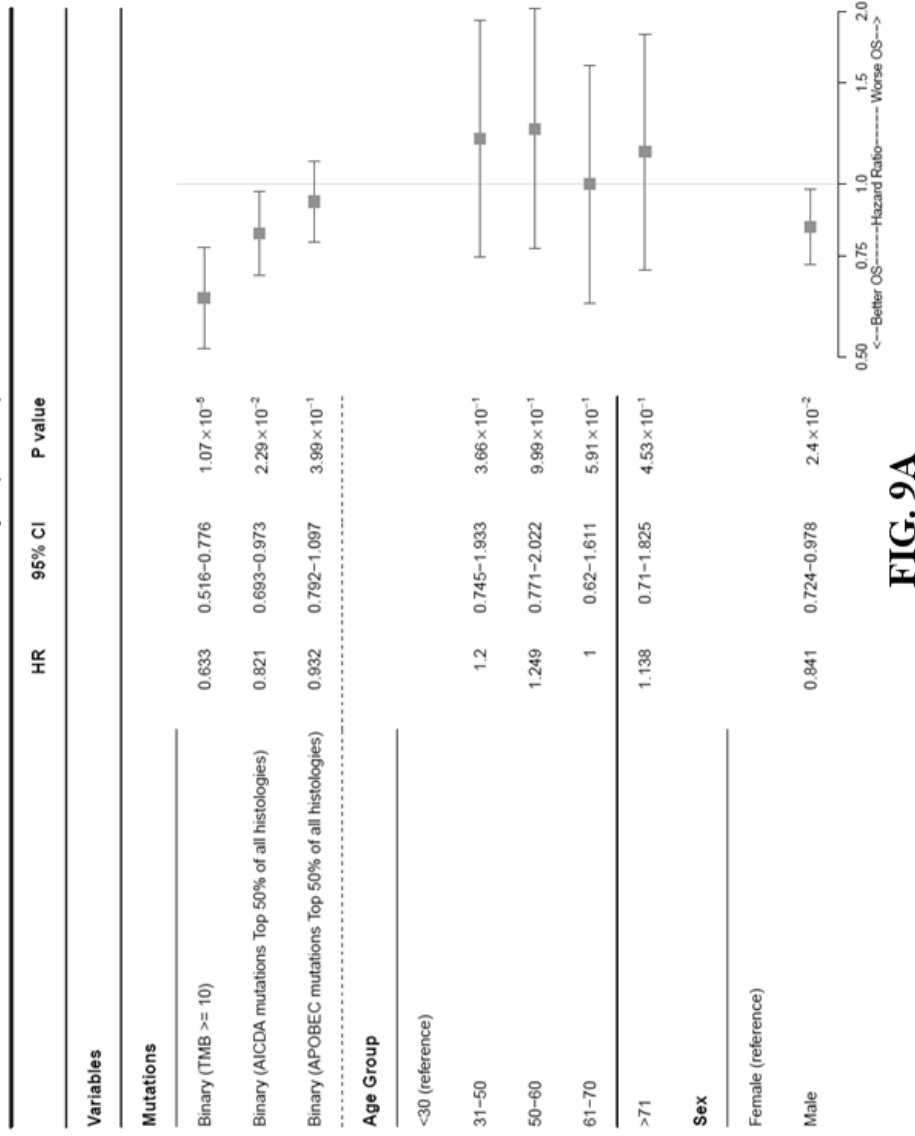 HR 95% CI P value
Variables
Mutations
Binary (TMB >= 10) 0.633 0.516−0.776 1.07 × 10⁻⁵
Binary (AICDA mutations Top 50% of all histologies) 0.821 0.693−0.973 2.29 × 10⁻²
Binary (APOBEC mutations Top 50% of all histologies) 0.932 0.792−1.097 3.99 × 10⁻¹
Age Group
<30 (reference)
31−50 1.2 0.745−1.933 3.66 × 10⁻¹
50−60 1.249 0.771−2.022 9.99 × 10⁻¹
61−70 1 0.62−1.611 5.91 × 10⁻¹
>71 1.138 0.71−1.825 4.53 × 10⁻¹
Sex
Female (reference)
Male 0.841 0.724−0.978 2.4 × 10⁻²
0.50 0.75 1.0 1.5 2.0
<--Better OS------Hazard Ratio------ Worse OS-->
FIG. 9A